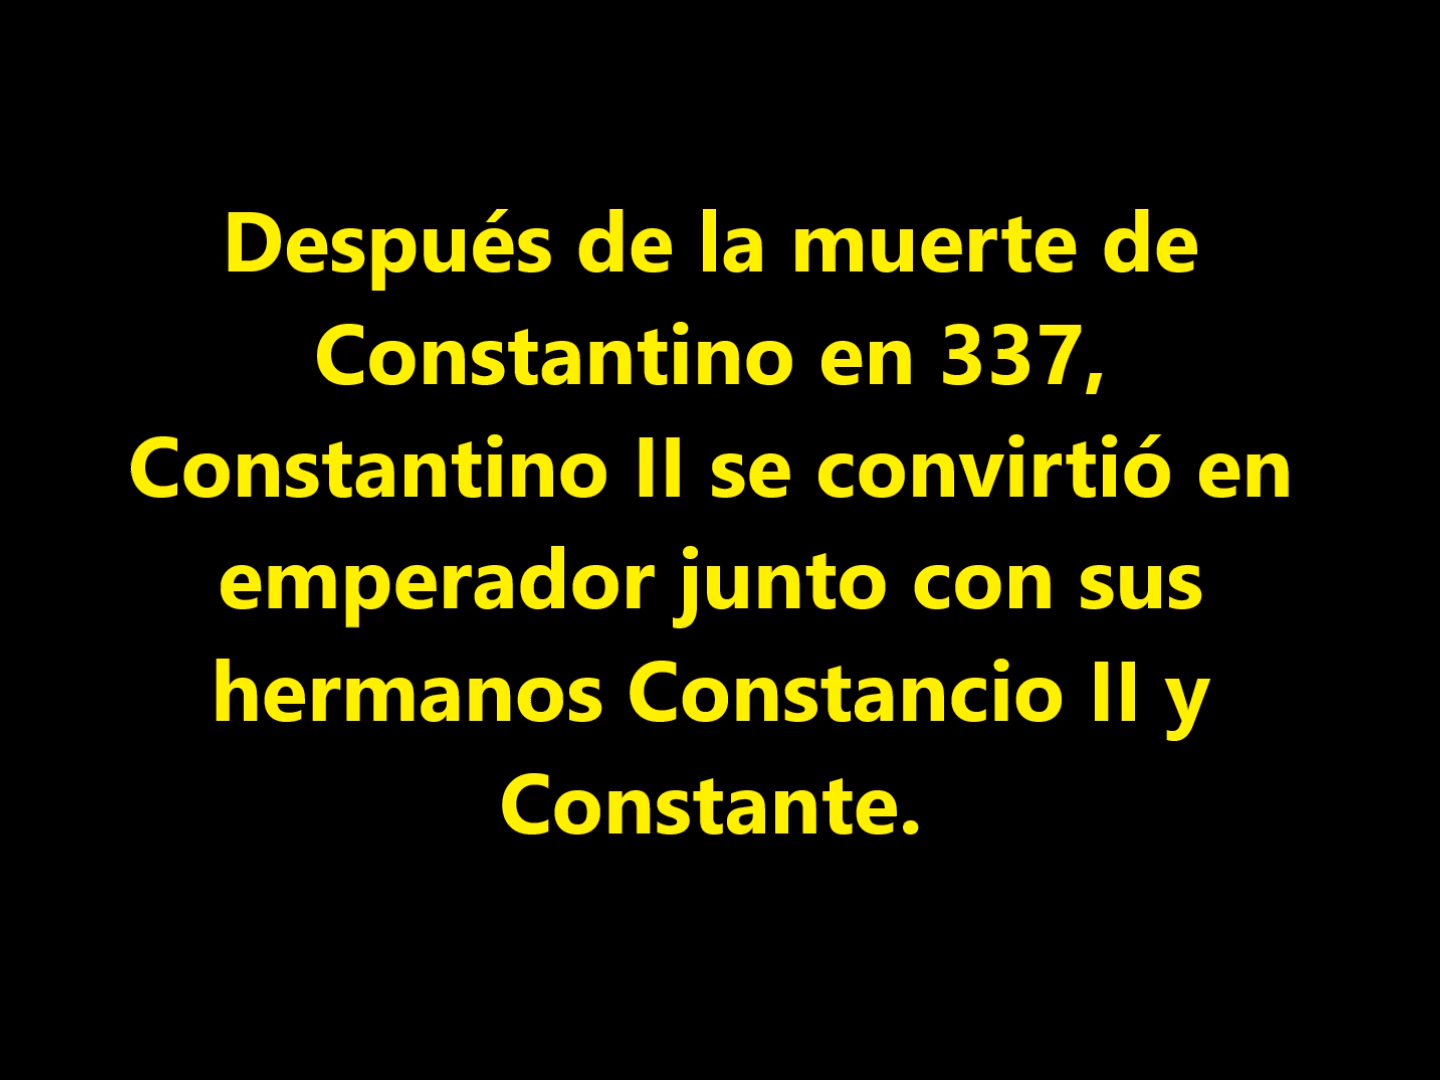 Después de la muerte de
Constantino en 337,
Constantino II se convirtió en
emperador junto con sus
hermanos Constancio II y
Constante.